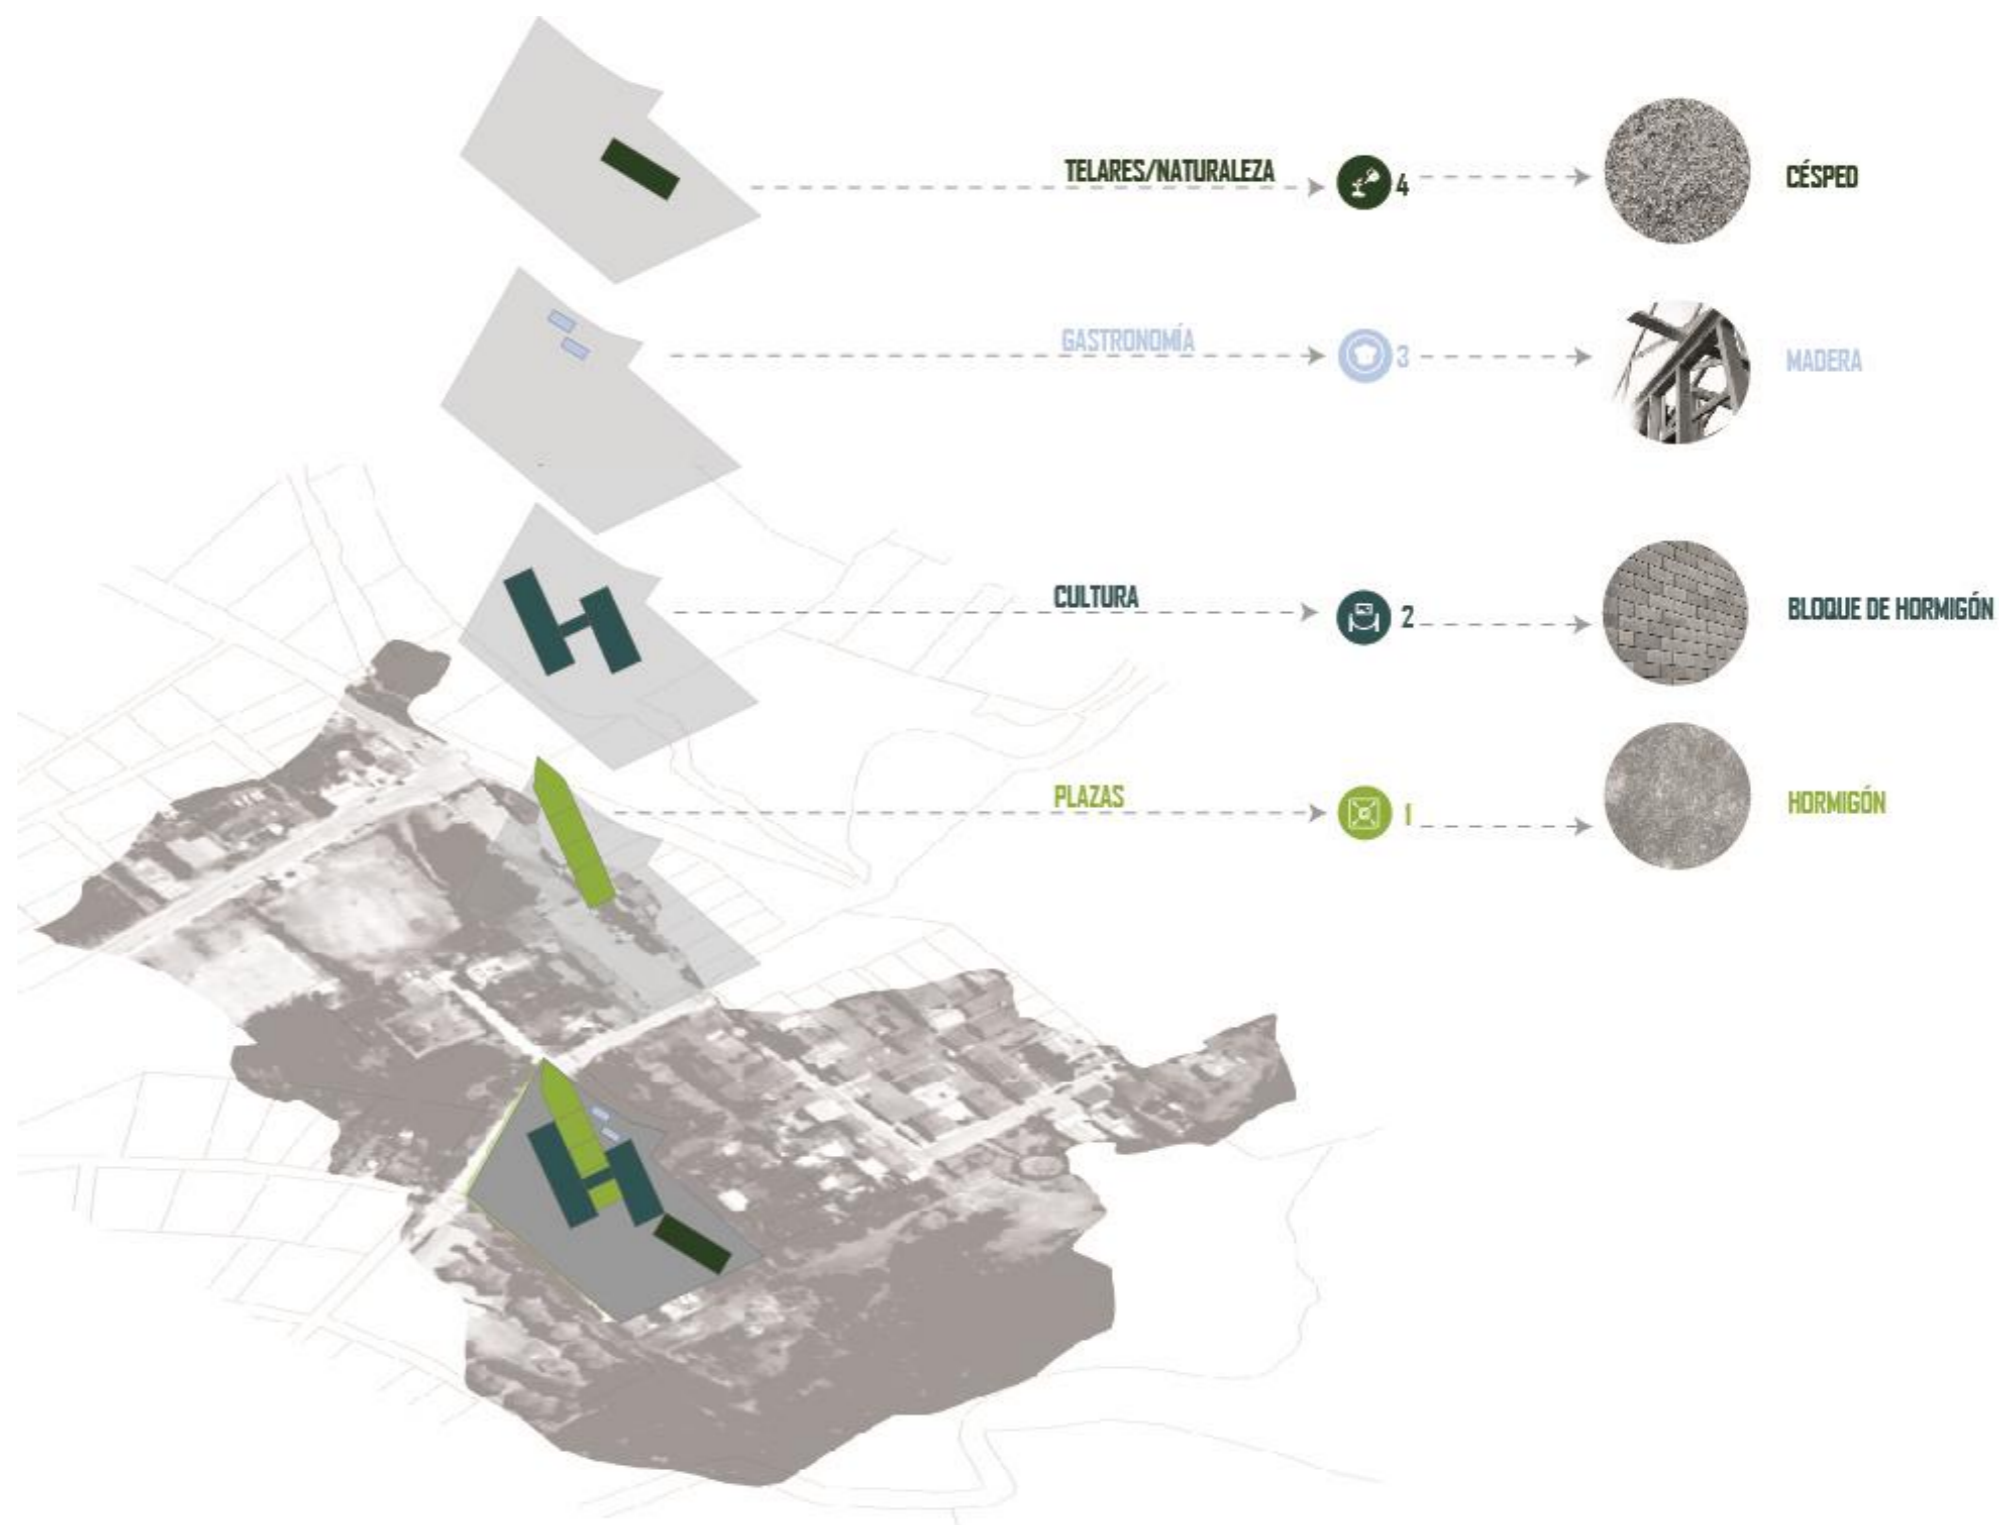 TELARES/NATURALEZA 4 CÉSPED
GASTRONOMÍA 3 MADERA
CULTURA 2 BLOQUE DE HORMIGÓN
PLAZAS 1 HORMIGÓN